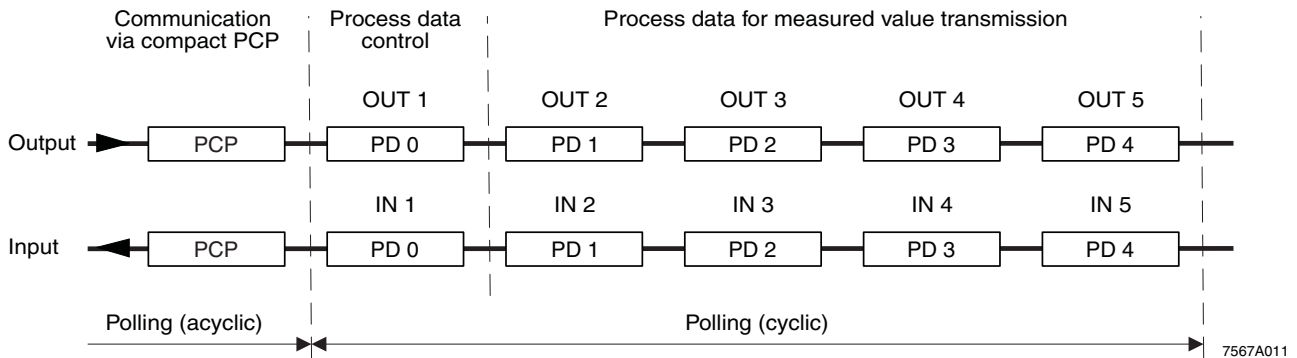 Communication
via compact PCP
Process data
control
Process data for measured value transmission
OUT 1 OUT 2 OUT 3 OUT 4 OUT 5
Output PCP PD 0 PD 1 PD 2 PD 3 PD 4
IN 1 IN 2 IN 3 IN 4 IN 5
Input PCP PD 0 PD 1 PD 2 PD 3 PD 4
Polling (acyclic) Polling (cyclic)
7567A011